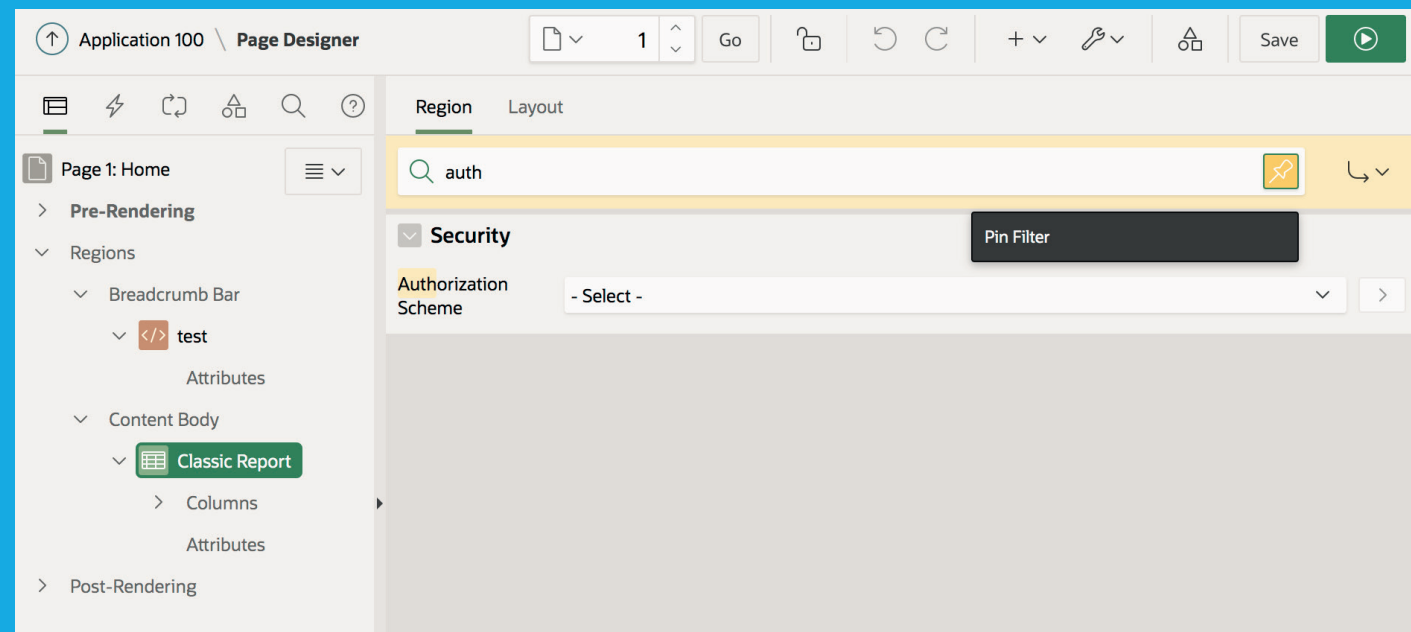 Application 100 \ Page Designer
1
Go
Save
Region
Layout
Page 1: Home
auth
Pre-Rendering
Pin Filter
Security
Regions
Authorization
Scheme
- Select -
Breadcrumb Bar
</> test
Attributes
Content Body
Classic Report
Columns
Attributes
Post-Rendering